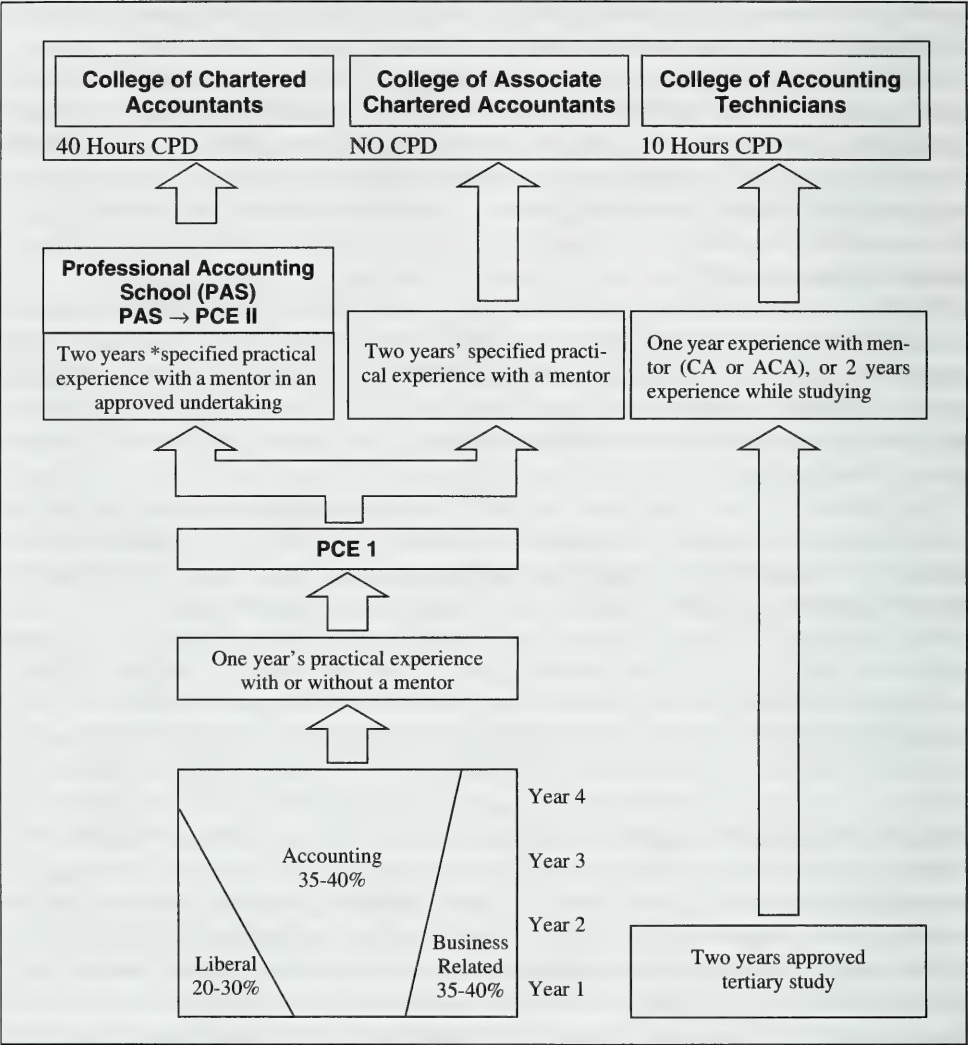 College of Chartered
Accountants
40 Hours CPD
College of Associate
Chartered Accountants
NO CPD
College of Accounting
Technicians
10 Hours CPD
Professional Accounting
School (PAS)
PAS → PCE II
Two years *specified practical
experience with a mentor in an
approved undertaking
Two years' specified practi-
cal experience with a mentor
One year experience with men-
tor (CA or ACA), or 2 years
experience while studying
PCE 1
One year's practical experience
with or without a mentor
Year 4
Accounting
35-40%
Year 3
Year 2
Liberal
20-30%
Business
Related
35-40%
Year 1
Two years approved
tertiary study